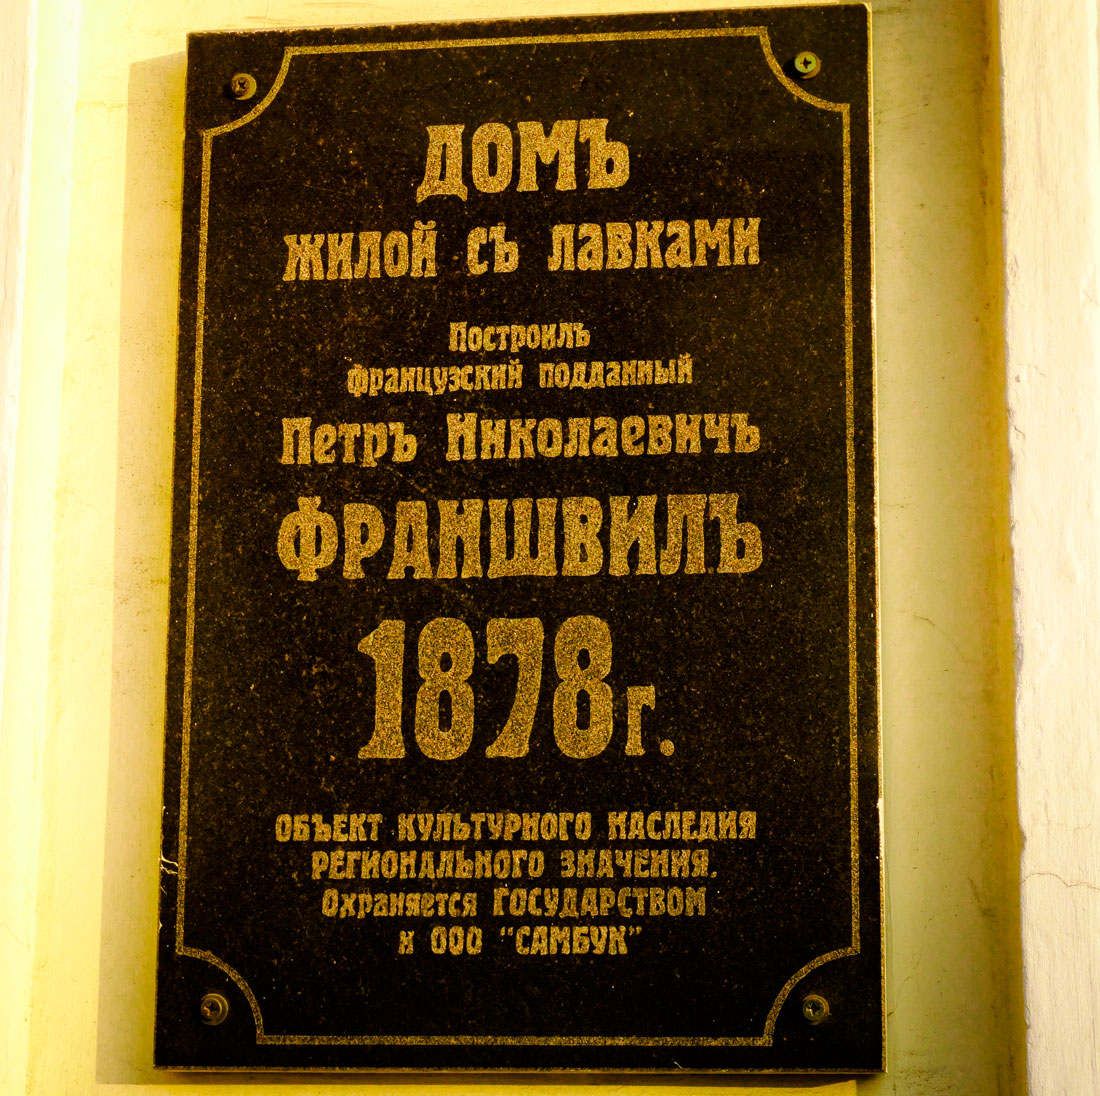 ДОМЪ
ЖИЛОЙ СЪ ЛАВКАМИ
Построилъ
французский подданный
Петръ Николаевичъ
ФРАНШВИЛЪ
1878г.
ОБЪЕКТ КУЛЬТУРНОГО НАСЛЕДИЯ
РЕГИОНАЛЬНОГО ЗНАЧЕНИЯ.
Охраняется ГОСУДАРСТВОМ
и ООО “САМБУК”